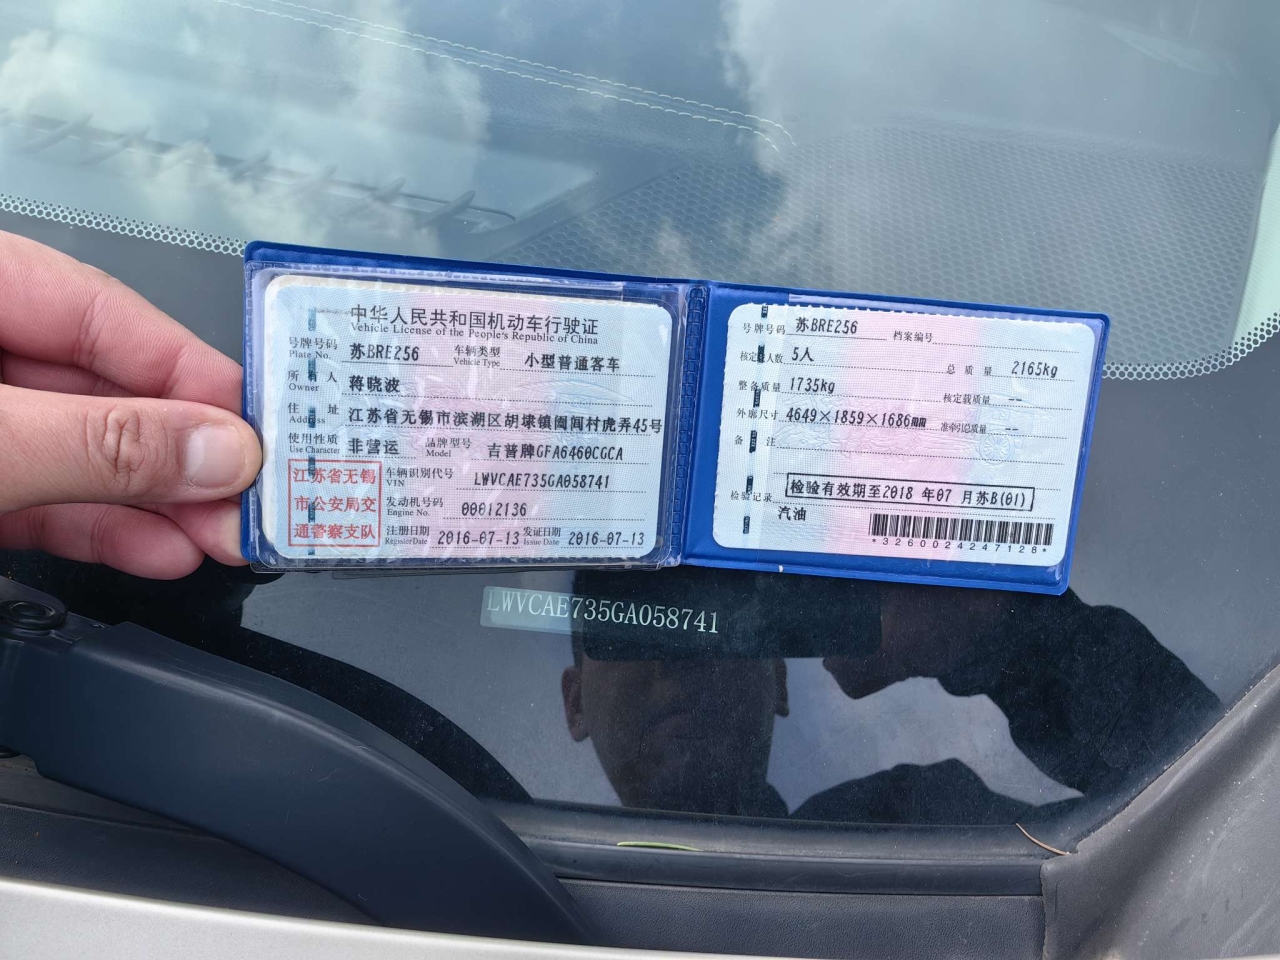 中华人民共和国机动车行驶证
Vehicle License of the People's Republic of China
号牌号码 苏BRE256 车辆类型 小型普通客车
Plate No. Vehicle Type
所有人 蒋晓波
Owner
住址 江苏省无锡市滨湖区胡埭镇闾闾村虎弄45号
Address
使用性质 非营运 品牌型号 吉普牌GFA6460CGCA
Use Character Model
江苏省无锡
市公安局交
通警察支队
车辆识别代号 LWVCAE735GA058741
VIN
发动机号码 00012136
Engine No.
注册日期 2016-07-13 发证日期 2016-07-13
Register Date Issue Date
号牌号码 苏BRE256 档案编号
核定载人数 5人 总质量 2165kg
整备质量 1735kg 核定载质量 --
外廓尺寸 4649×1859×1686mm 准牵引总质量 --
备注
检验记录 检验有效期至2018年07月苏B(01)
汽油
*3260024247128*
LWVCAE735GA058741